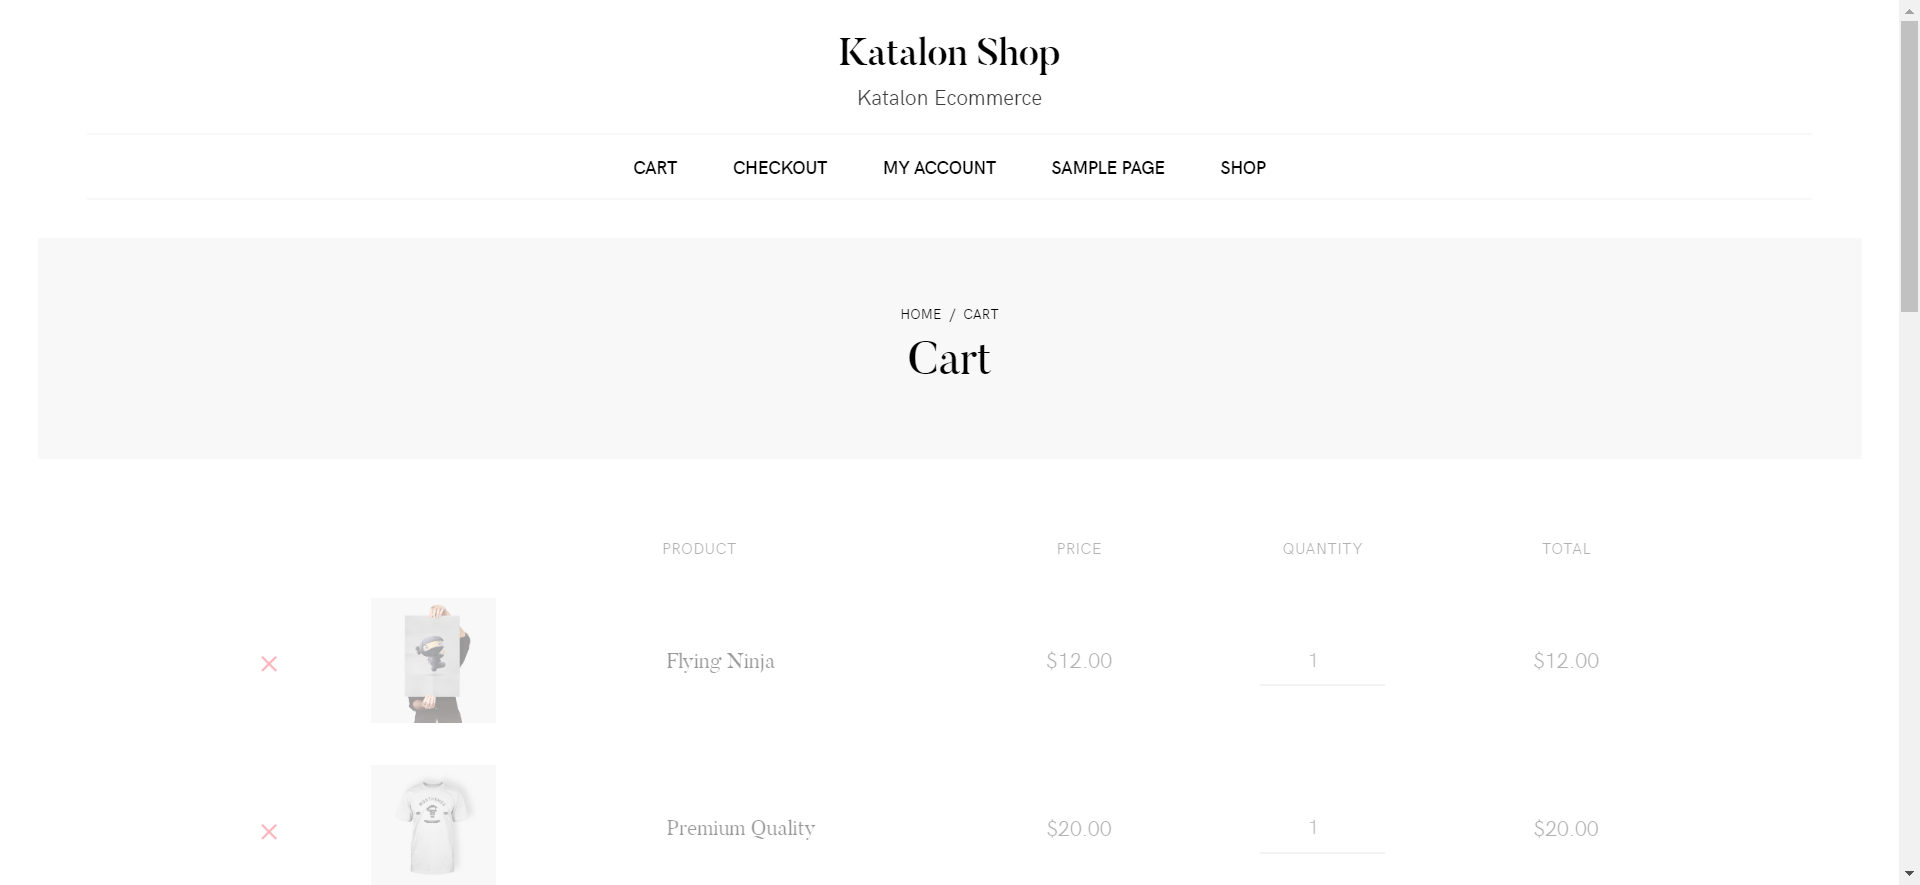 Katalon Shop
Katalon Ecommerce
CART CHECKOUT MY ACCOUNT SAMPLE PAGE SHOP
HOME / CART
Cart
PRODUCT PRICE QUANTITY TOTAL
Flying Ninja $12.00 1 $12.00
Premium Quality $20.00 1 $20.00